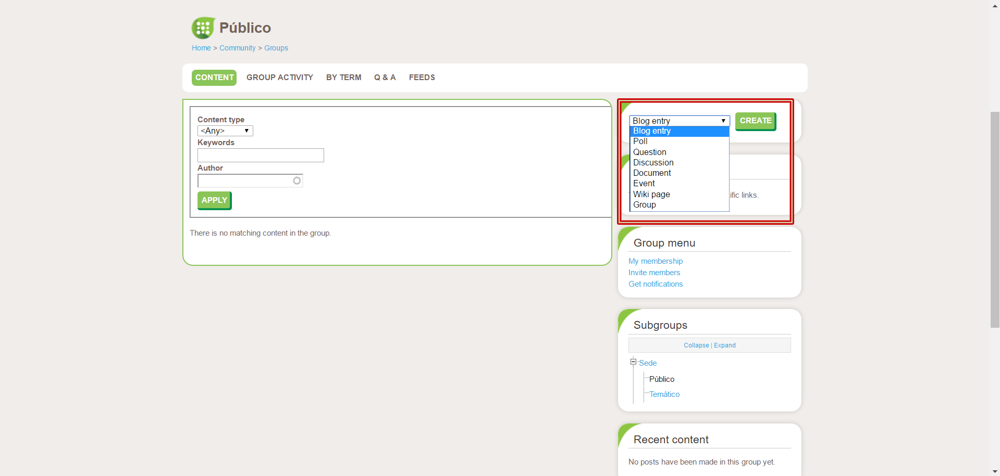 Público
Home > Community > Groups
CONTENT GROUP ACTIVITY BY TERM Q & A FEEDS
Content type
<Any>
Keywords
Author
APPLY
There is no matching content in the group.
Blog entry CREATE
Blog entry
Poll
Question
Discussion
Document
Event
Wiki page
Group
ific links.
Group menu
My membership
Invite members
Get notifications
Subgroups
Collapse | Expand
Sede
Público
Temático
Recent content
No posts have been made in this group yet.